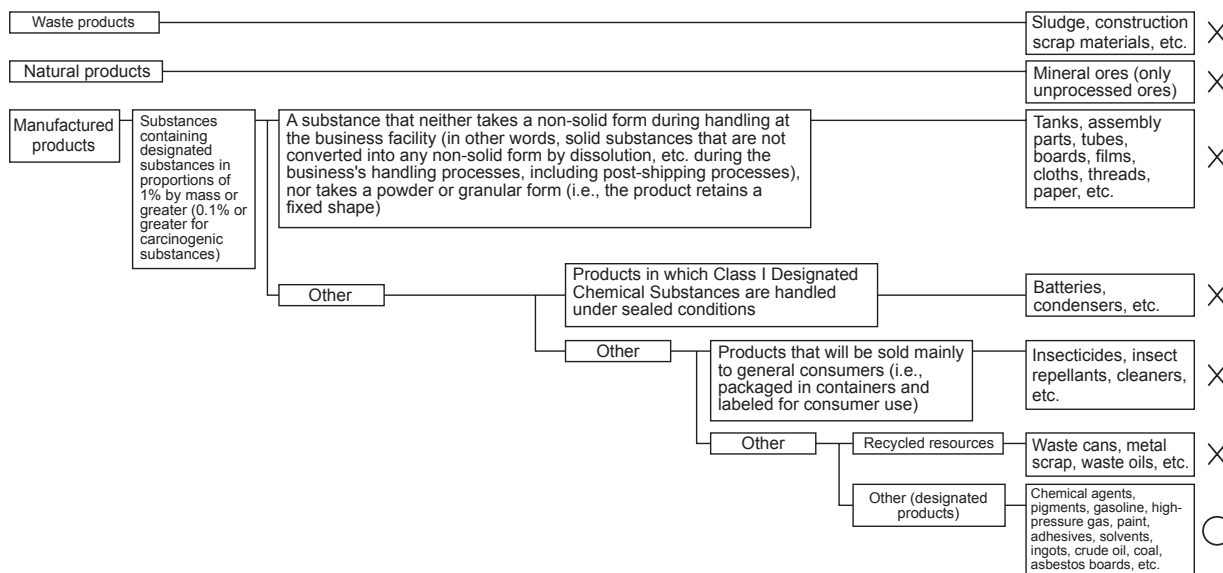 Waste products
Sludge, construction
scrap materials, etc.
Natural products
Mineral ores (only
unprocessed ores)
Manufactured
products
Substances
containing
designated
substances in
proportions of
1% by mass or
greater (0.1% or
greater for
carcinogenic
substances)
A substance that neither takes a non-solid form during handling at
the business facility (in other words, solid substances that are not
converted into any non-solid form by dissolution, etc. during the
business's handling processes, including post-shipping processes),
nor takes a powder or granular form (i.e., the product retains a
fixed shape)
Tanks, assembly
parts, tubes,
boards, films,
cloths, threads,
paper, etc.
Other
Products in which Class I Designated
Chemical Substances are handled
under sealed conditions
Batteries,
condensers, etc.
Other
Products that will be sold mainly
to general consumers (i.e.,
packaged in containers and
labeled for consumer use)
Insecticides, insect
repellants, cleaners,
etc.
Other
Recycled resources
Waste cans, metal
scrap, waste oils, etc.
Other (designated
products)
Chemical agents,
pigments, gasoline, high-
pressure gas, paint,
adhesives, solvents,
ingots, crude oil, coal,
asbestos boards, etc.